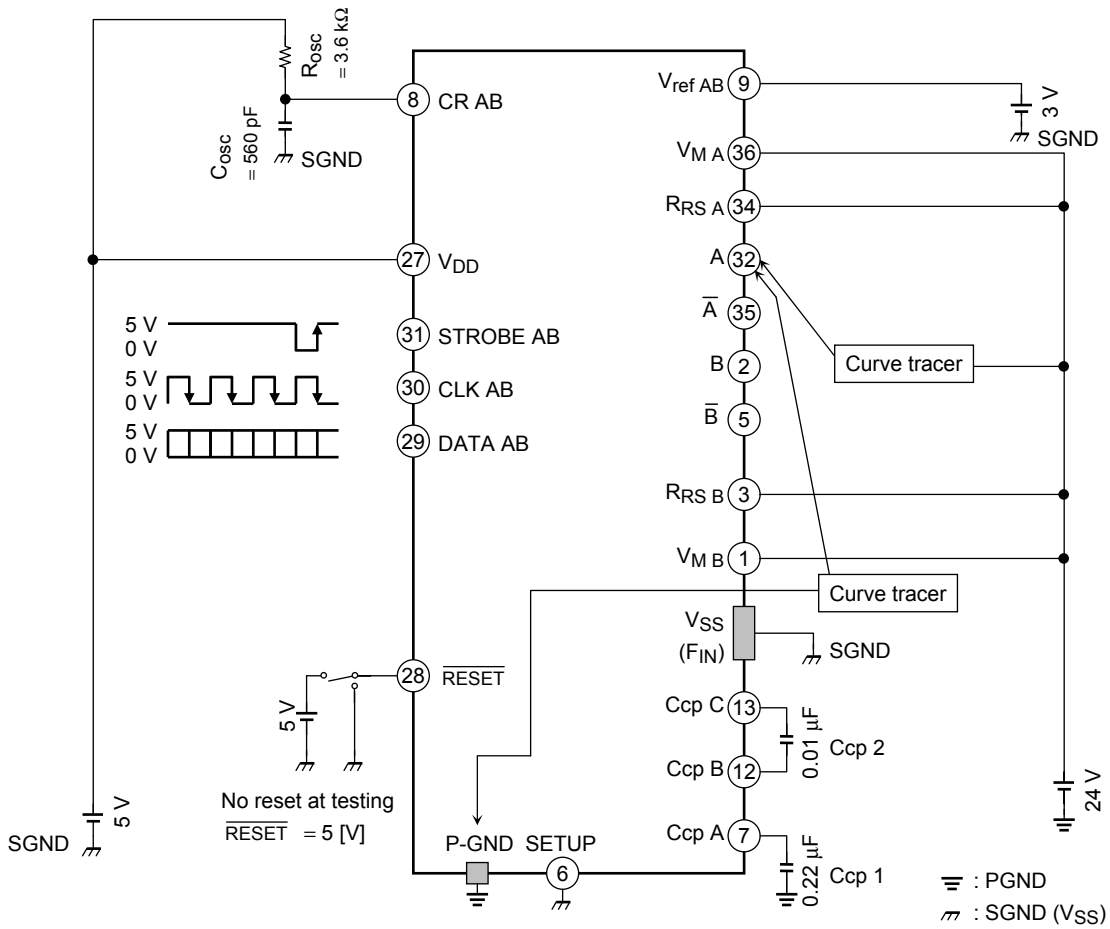 Rosc
= 3.6 kΩ
Cosc
= 560 pF
SGND
8 CR AB
27 VDD
5 V
0 V
31 STROBE AB
5 V
0 V
30 CLK AB
5 V
0 V
29 DATA AB
28 RESET
5 V
No reset at testing
RESET = 5 [V]
5 V
SGND
P-GND
SETUP
6
Vref AB 9
3 V
SGND
VM A 36
RRS A 34
A 32
A 35
B 2
B 5
Curve tracer
RRS B 3
VM B 1
Curve tracer
VSS
(FIN)
SGND
Ccp C 13
0.01 μF
Ccp 2
Ccp B 12
Ccp A 7
0.22 μF
Ccp 1
24 V
: PGND
: SGND (VSS)